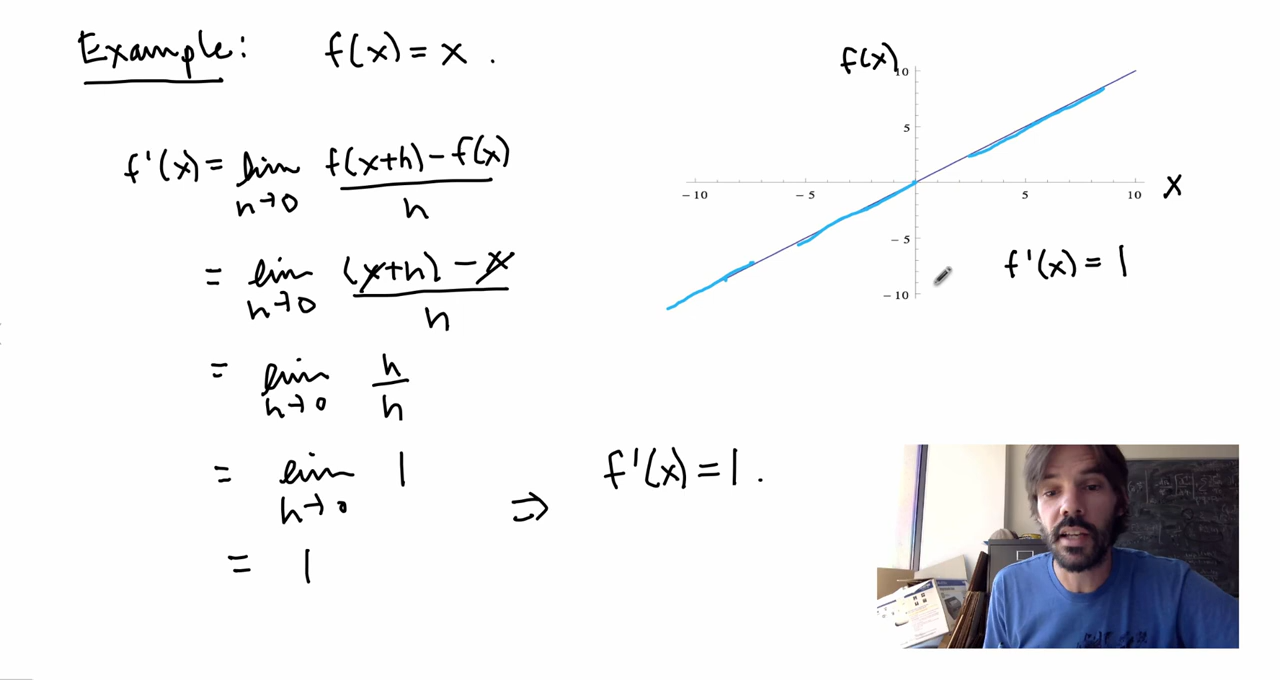 Example: f(x) = x .
f'(x) = lim h→0 f(x+h) − f(x) / h
= lim h→0 (x+h) − x / h
= lim h→0 h / h
= lim h→0 1
= 1
⇒ f'(x) = 1 .
f(x)
10
5
−10 −5 5 10 x
−5
f'(x) = 1
−10